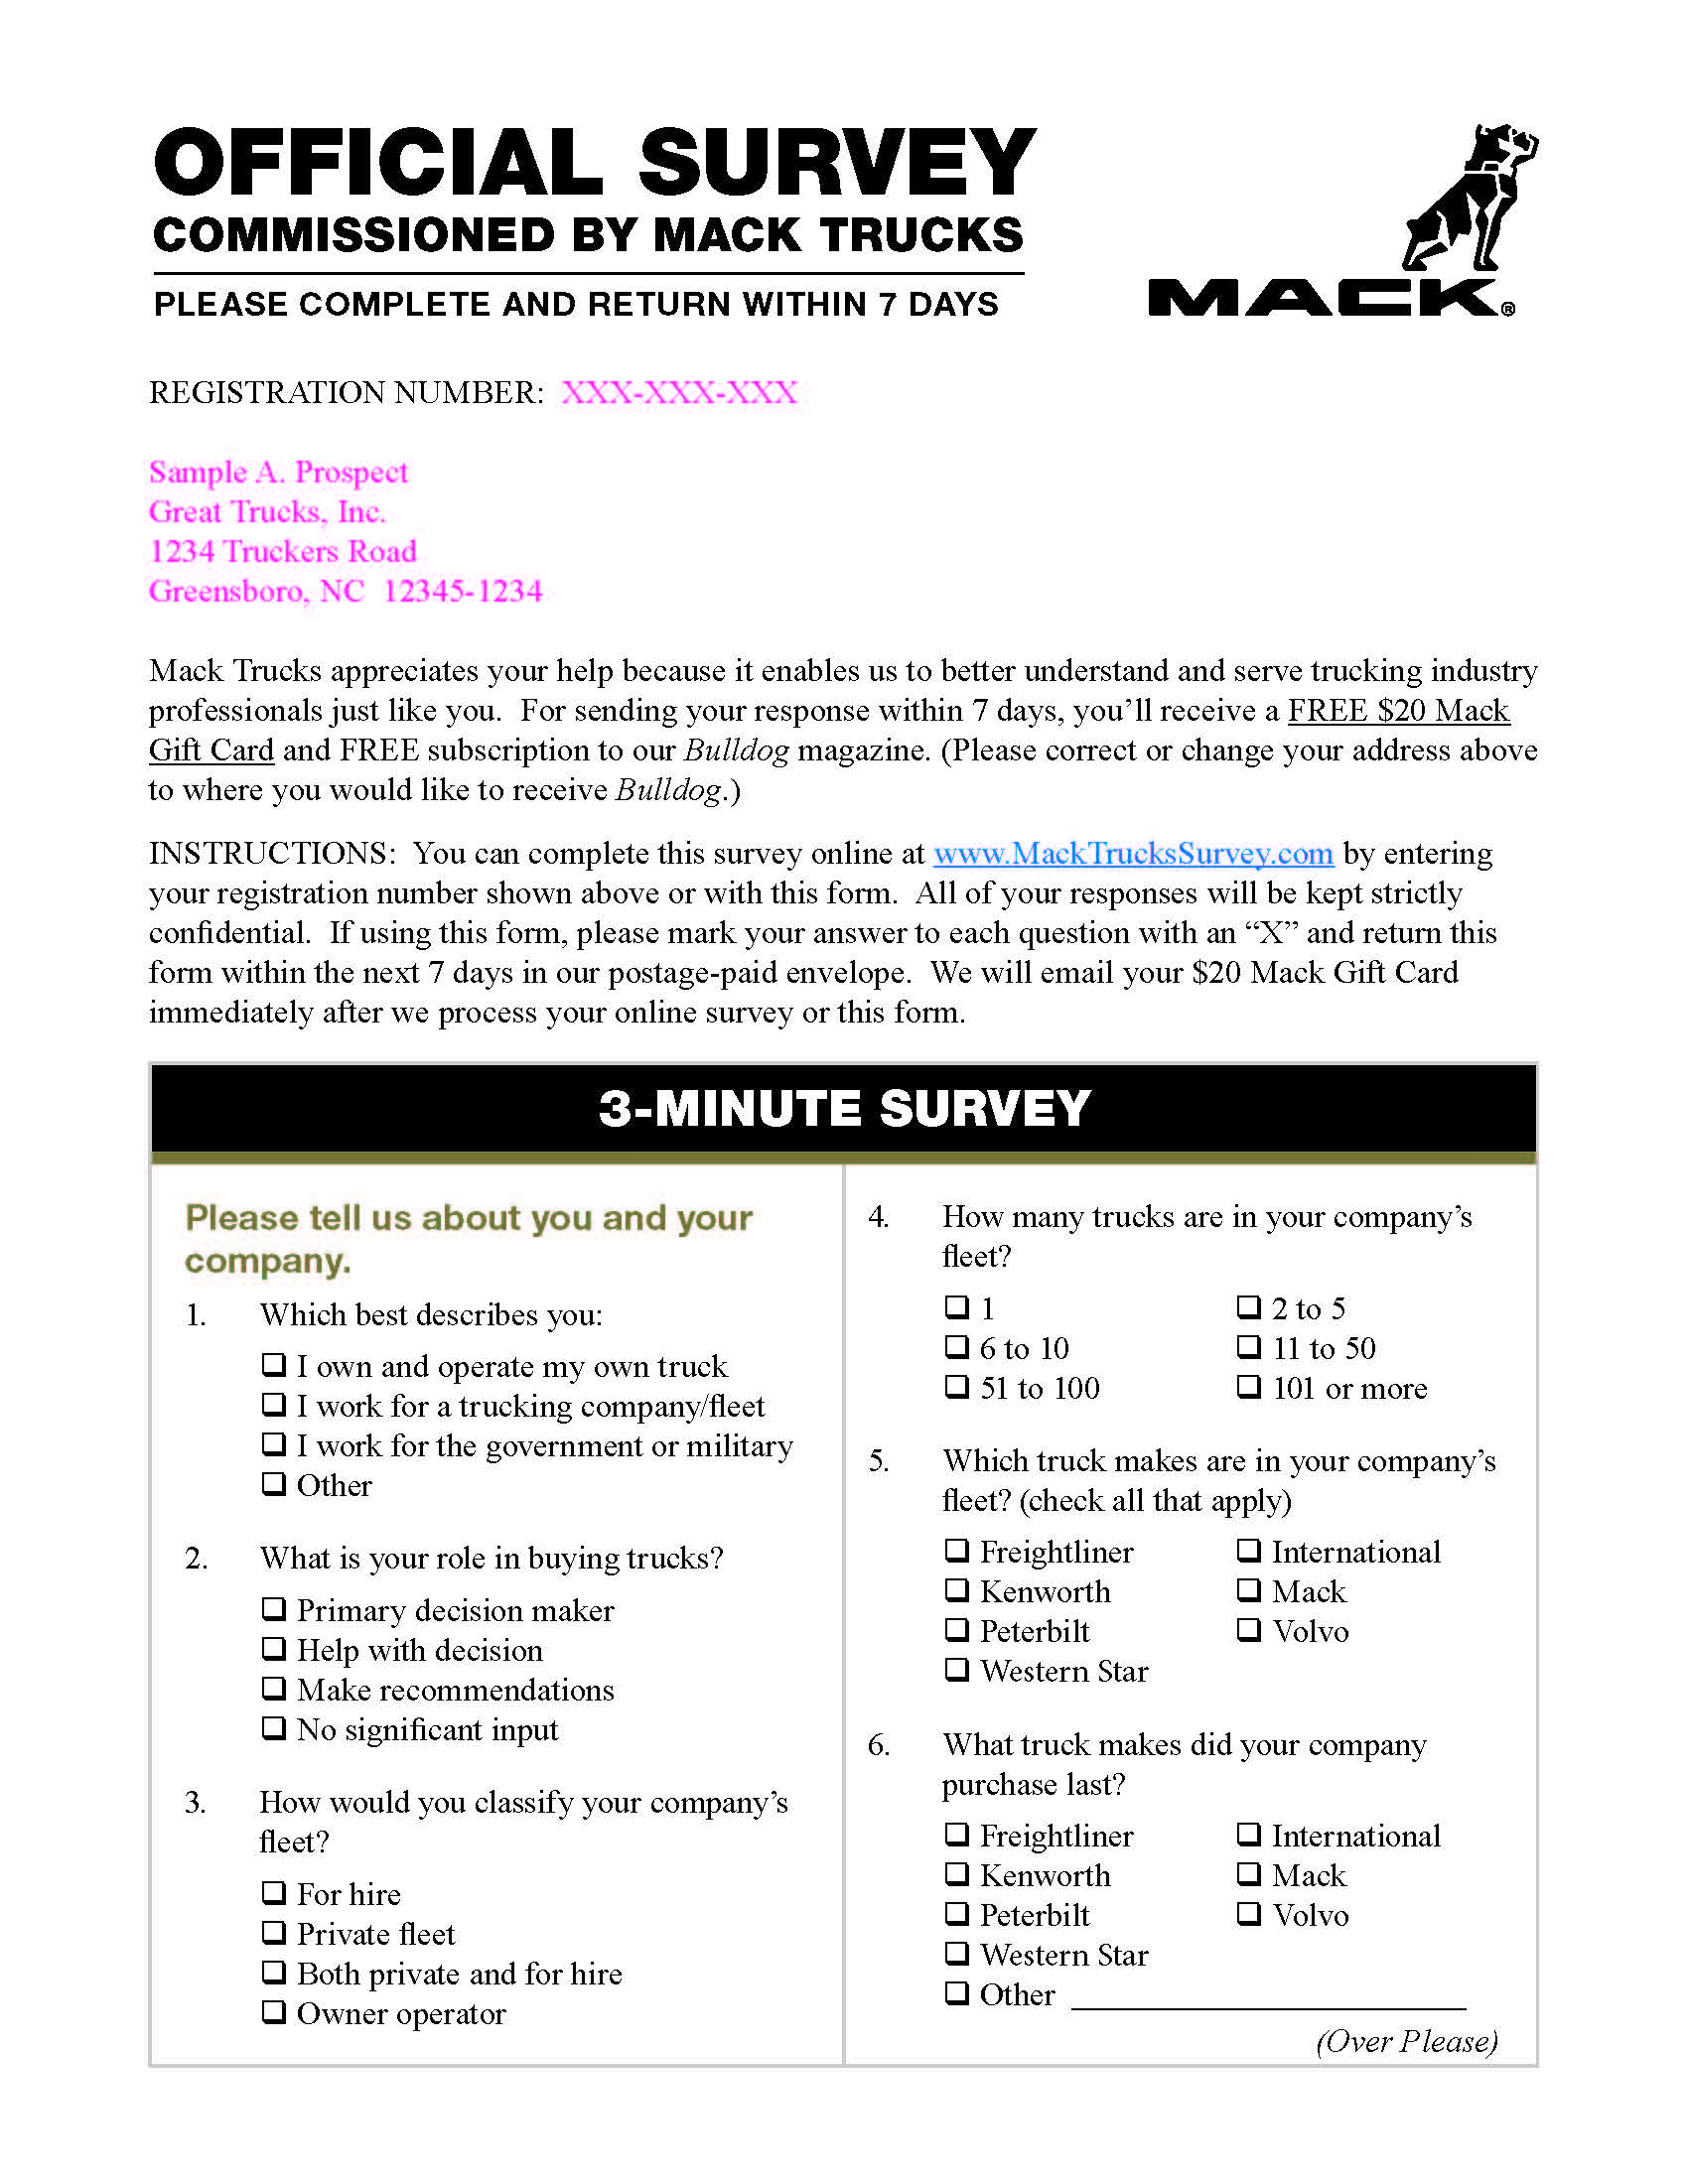 OFFICIAL SURVEY
COMMISSIONED BY MACK TRUCKS
PLEASE COMPLETE AND RETURN WITHIN 7 DAYS
MACK®
REGISTRATION NUMBER: XXX-XXX-XXX
Sample A. Prospect
Great Trucks, Inc.
1234 Truckers Road
Greensboro, NC 12345-1234
Mack Trucks appreciates your help because it enables us to better understand and serve trucking industry
professionals just like you. For sending your response within 7 days, you’ll receive a FREE $20 Mack
Gift Card and FREE subscription to our Bulldog magazine. (Please correct or change your address above
to where you would like to receive Bulldog.)
INSTRUCTIONS: You can complete this survey online at www.MackTrucksSurvey.com by entering
your registration number shown above or with this form. All of your responses will be kept strictly
confidential. If using this form, please mark your answer to each question with an “X” and return this
form within the next 7 days in our postage-paid envelope. We will email your $20 Mack Gift Card
immediately after we process your online survey or this form.
3-MINUTE SURVEY
Please tell us about you and your
company.
1. Which best describes you:
❑ I own and operate my own truck
❑ I work for a trucking company/fleet
❑ I work for the government or military
❑ Other
2. What is your role in buying trucks?
❑ Primary decision maker
❑ Help with decision
❑ Make recommendations
❑ No significant input
3. How would you classify your company’s
fleet?
❑ For hire
❑ Private fleet
❑ Both private and for hire
❑ Owner operator
4. How many trucks are in your company’s
fleet?
❑ 1 ❑ 2 to 5
❑ 6 to 10 ❑ 11 to 50
❑ 51 to 100 ❑ 101 or more
5. Which truck makes are in your company’s
fleet? (check all that apply)
❑ Freightliner ❑ International
❑ Kenworth ❑ Mack
❑ Peterbilt ❑ Volvo
❑ Western Star
6. What truck makes did your company
purchase last?
❑ Freightliner ❑ International
❑ Kenworth ❑ Mack
❑ Peterbilt ❑ Volvo
❑ Western Star
❑ Other ____________________
(Over Please)